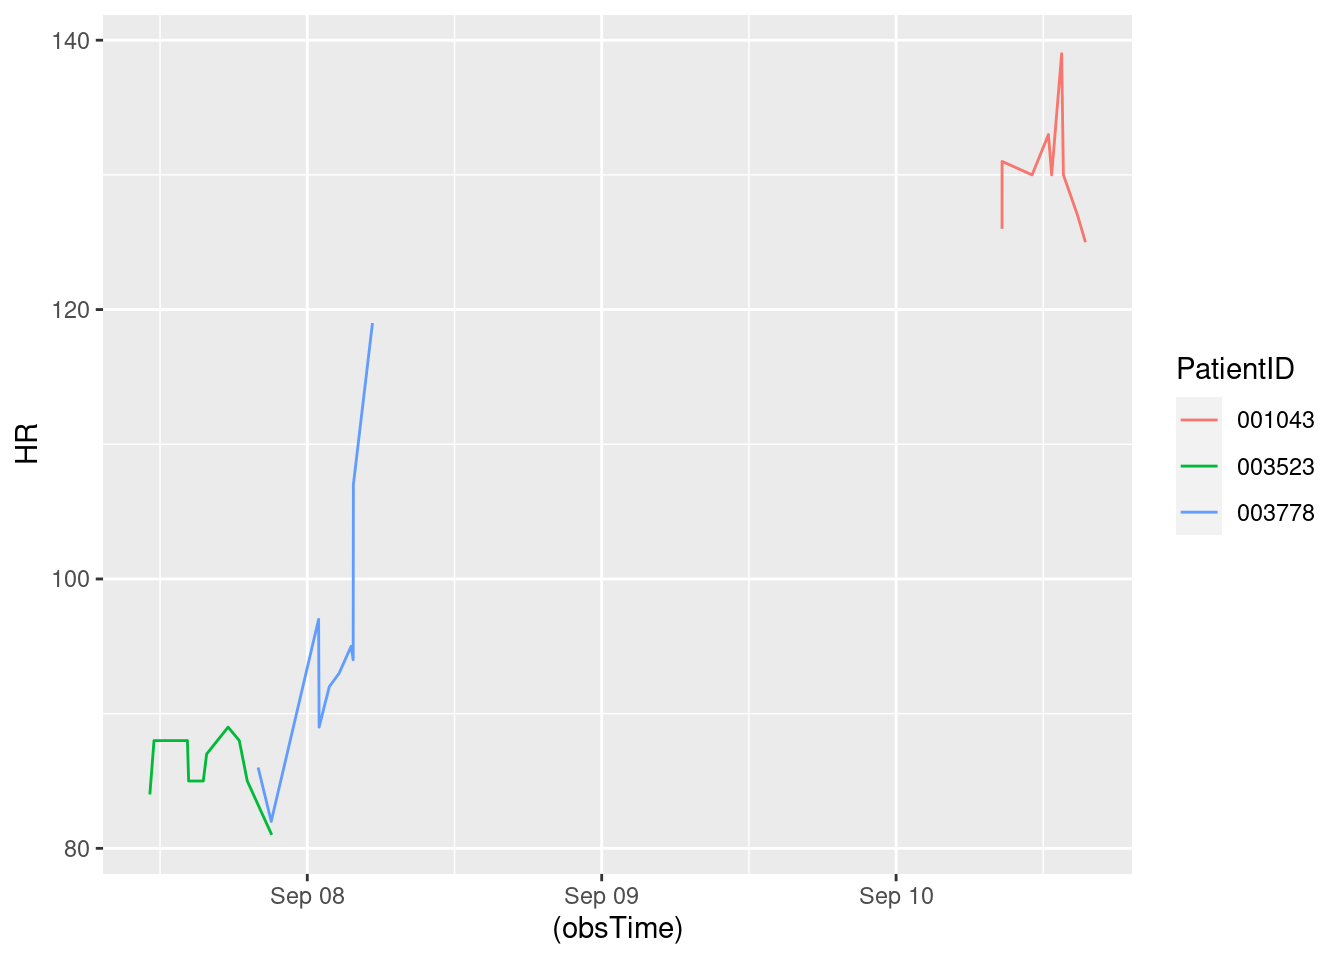 140
120
100
80
HR
Sep 08
Sep 09
Sep 10
(obsTime)
PatientID
001043
003523
003778